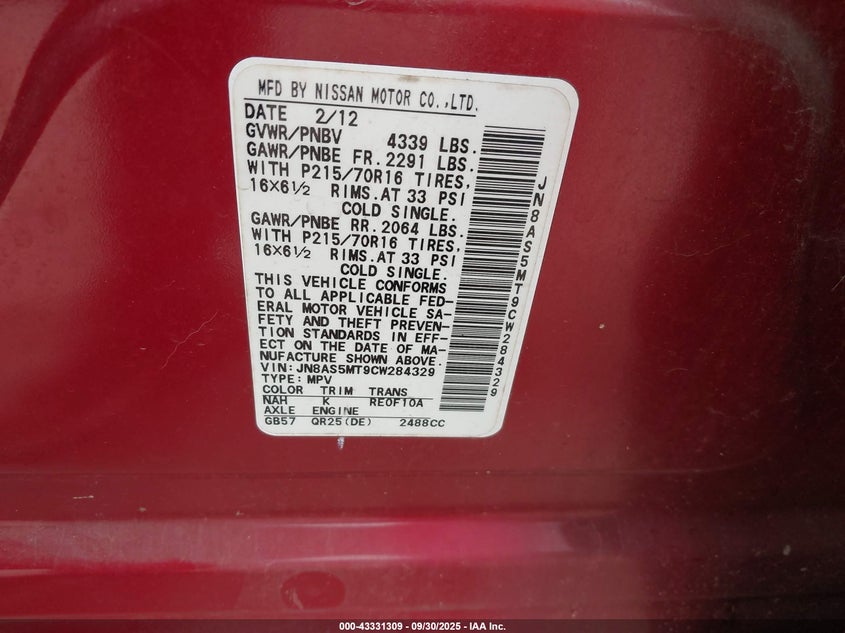 MFD BY NISSAN MOTOR CO.,LTD.
DATE 2/12
GVWR/PNBV 4339 LBS.
GAWR/PNBE FR. 2291 LBS.
WITH P215/70R16 TIRES,
16×6½ RIMS. AT 33 PSI
COLD SINGLE.
GAWR/PNBE RR. 2064 LBS.
WITH P215/70R16 TIRES,
16×6½ RIMS. AT 33 PSI
COLD SINGLE.
THIS VEHICLE CONFORMS
TO ALL APPLICABLE FED-
ERAL MOTOR VEHICLE SA-
FETY AND THEFT PREVEN-
TION STANDARDS IN EFF-
ECT ON THE DATE OF MA-
NUFACTURE SHOWN ABOVE.
VIN: JN8AS5MT9CW284329
TYPE: MPV
COLOR TRIM TRANS
NAH K RE0F10A
AXLE ENGINE
GB57 QR25(DE) 2488CC
JN8AS5MT9CW284329
000-43331309 - 09/30/2025 - IAA Inc.